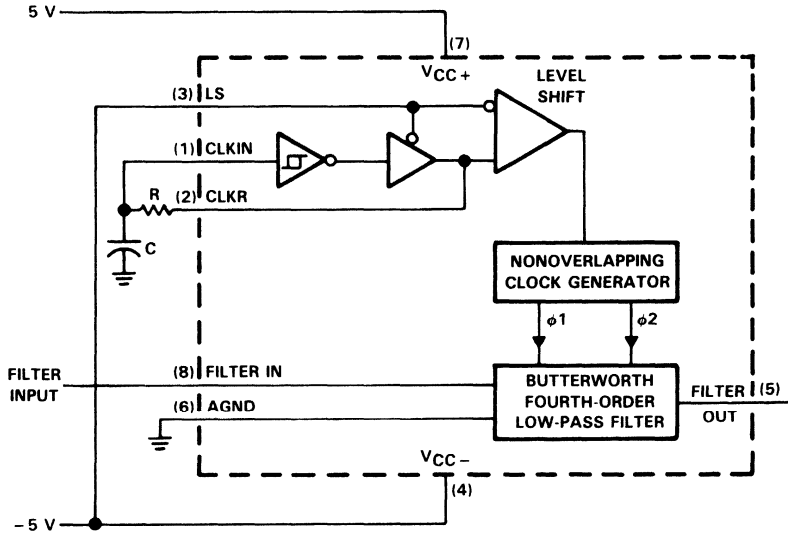 5 V
(7)
VCC+
LEVEL
SHIFT
(3) LS
(1) CLKIN
R
(2) CLKR
C
NONOVERLAPPING
CLOCK GENERATOR
ϕ1
ϕ2
FILTER
INPUT
(8) FILTER IN
(6) AGND
BUTTERWORTH
FOURTH-ORDER
LOW-PASS FILTER
FILTER
OUT
(5)
VCC−
(4)
−5 V